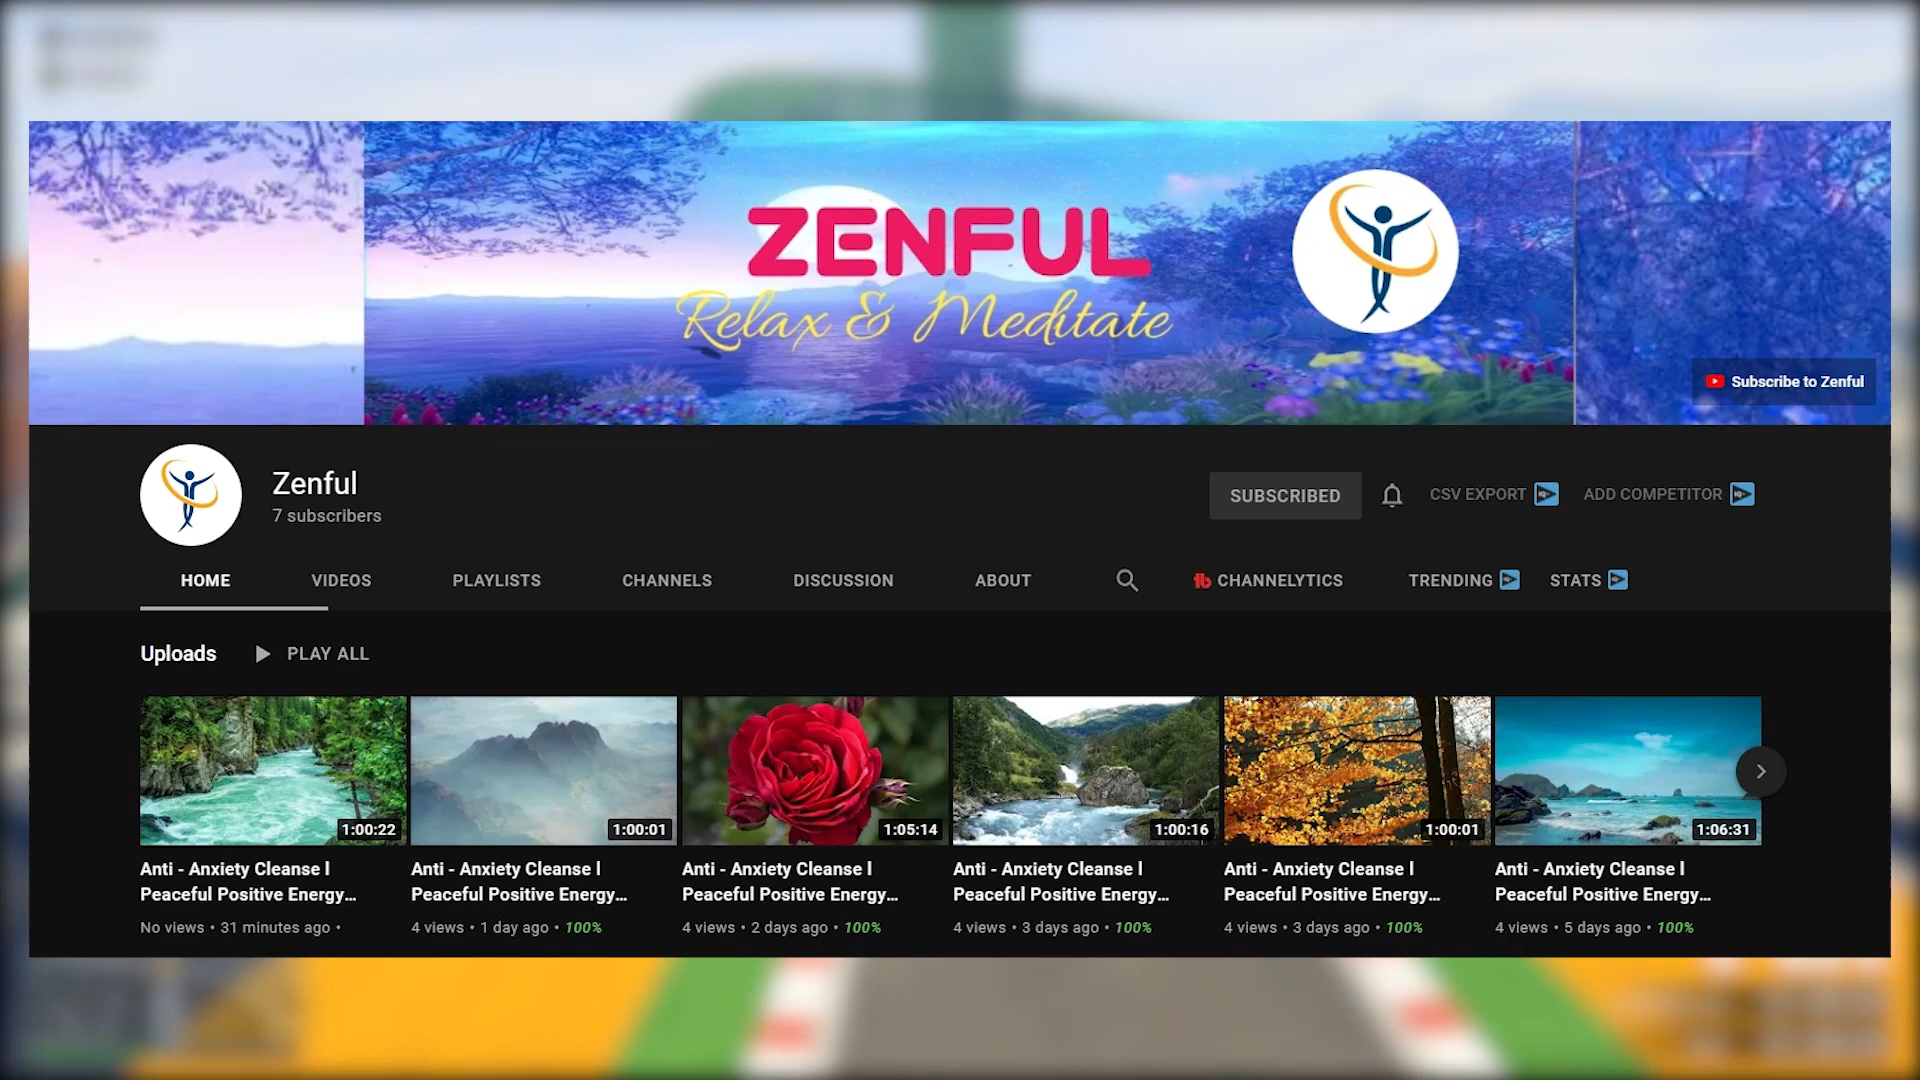 ZENFUL
Relax & Meditate
Subscribe to Zenful
Zenful
7 subscribers
SUBSCRIBED
CSV EXPORT
ADD COMPETITOR
HOME
VIDEOS
PLAYLISTS
CHANNELS
DISCUSSION
ABOUT
CHANNELYTICS
TRENDING
STATS
Uploads
PLAY ALL
1:00:22
1:00:01
1:05:14
1:00:16
1:00:01
1:06:31
Anti - Anxiety Cleanse l
Peaceful Positive Energy...
No views • 31 minutes ago •
Anti - Anxiety Cleanse l
Peaceful Positive Energy...
4 views • 1 day ago • 100%
Anti - Anxiety Cleanse l
Peaceful Positive Energy...
4 views • 2 days ago • 100%
Anti - Anxiety Cleanse l
Peaceful Positive Energy...
4 views • 3 days ago • 100%
Anti - Anxiety Cleanse l
Peaceful Positive Energy...
4 views • 3 days ago • 100%
Anti - Anxiety Cleanse l
Peaceful Positive Energy...
4 views • 5 days ago • 100%